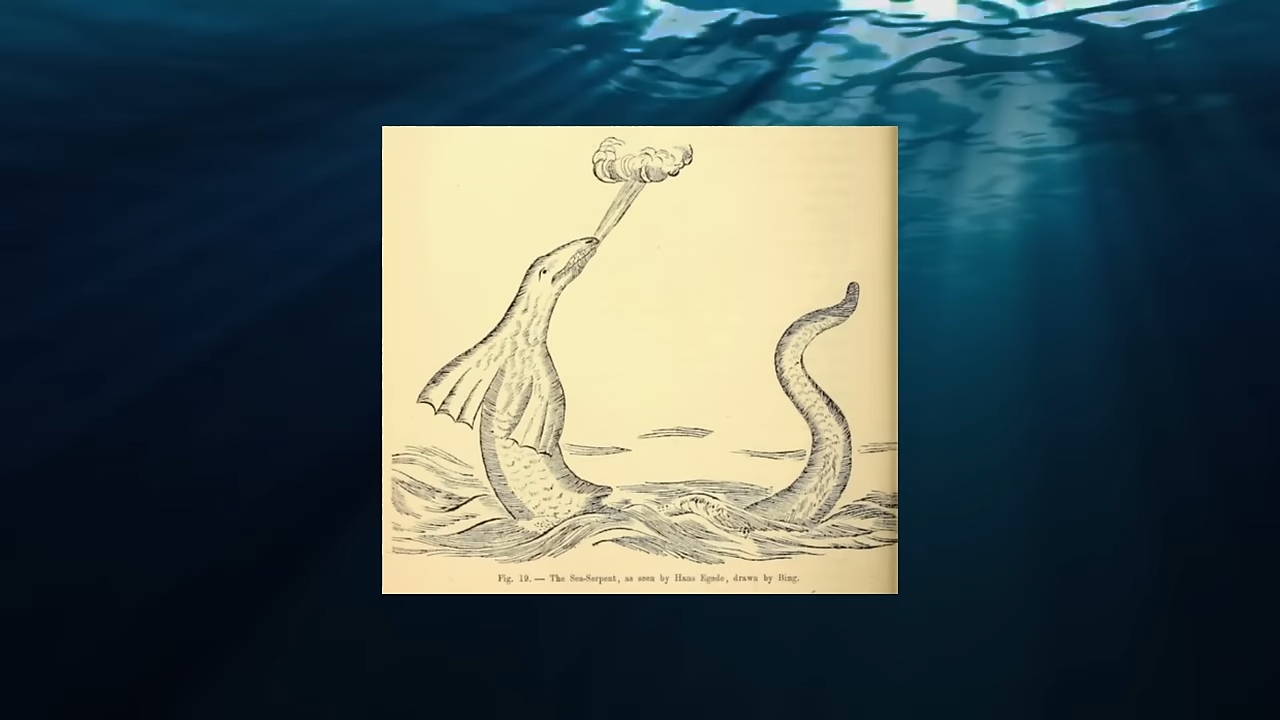 Fig. 19. — The Sea-Serpent, as seen by Hans Egede, drawn by Bing.